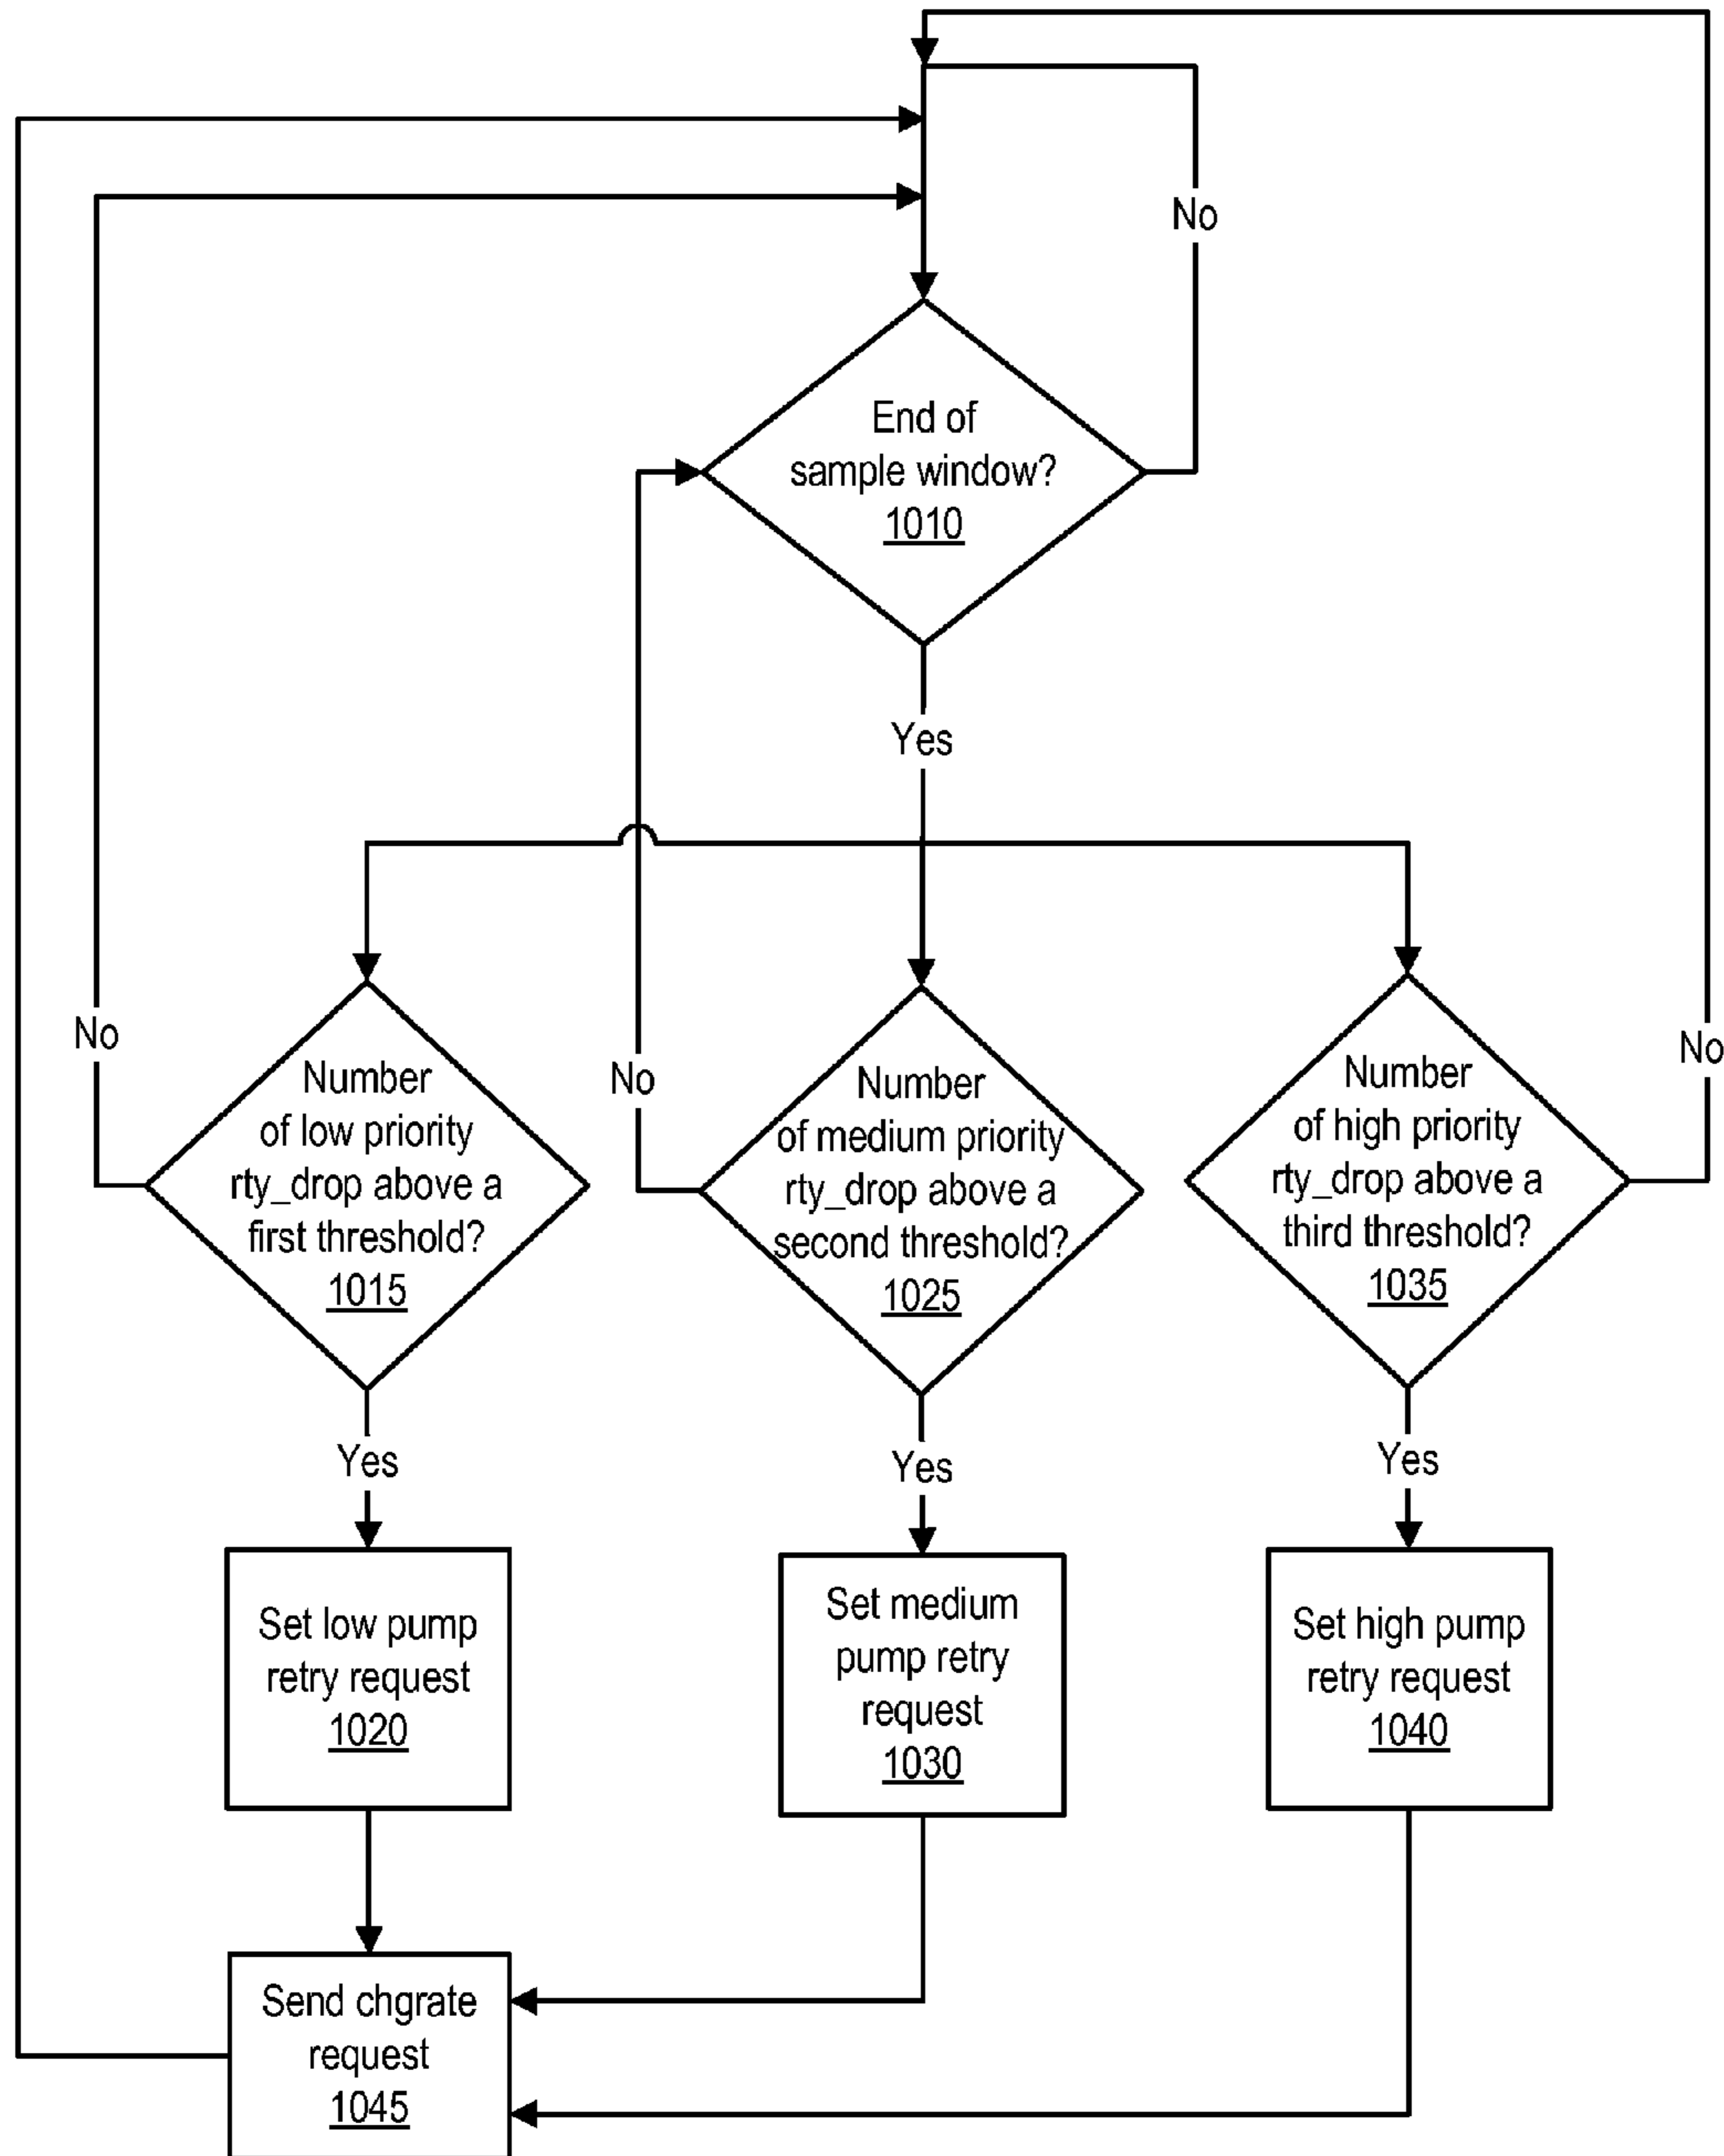 No
End of
sample window?
1010
Yes
No
Number
of low priority
rty_drop above a
first threshold?
1015
No
Number
of medium priority
rty_drop above a
second threshold?
1025
Number
of high priority
rty_drop above a
third threshold?
1035
No
Yes
Yes
Yes
Set low pump
retry request
1020
Set medium
pump retry
request
1030
Set high pump
retry request
1040
Send chgrate
request
1045